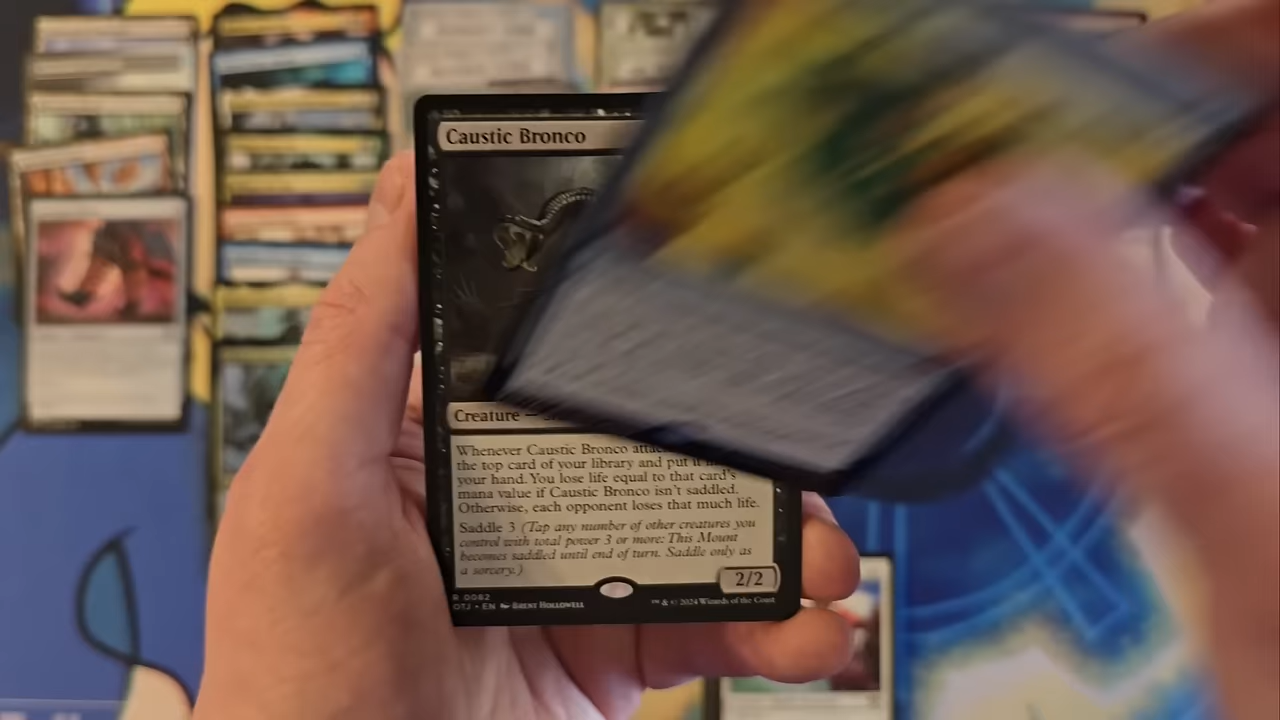 Caustic Bronco
Creature —
Whenever Caustic Bronco
the top card of your library and put it
your hand. You lose life equal to that card's
mana value if Caustic Bronco isn't saddled.
Otherwise, each opponent loses that much life.
Saddle 3 (Tap any number of other creatures you
control with total power 3 or more: This Mount
becomes saddled until end of turn. Saddle only as
a sorcery.)
2/2
R 0082
OTJ • EN Brent Hollowell
™ & © 2024 Wizards of the Coast